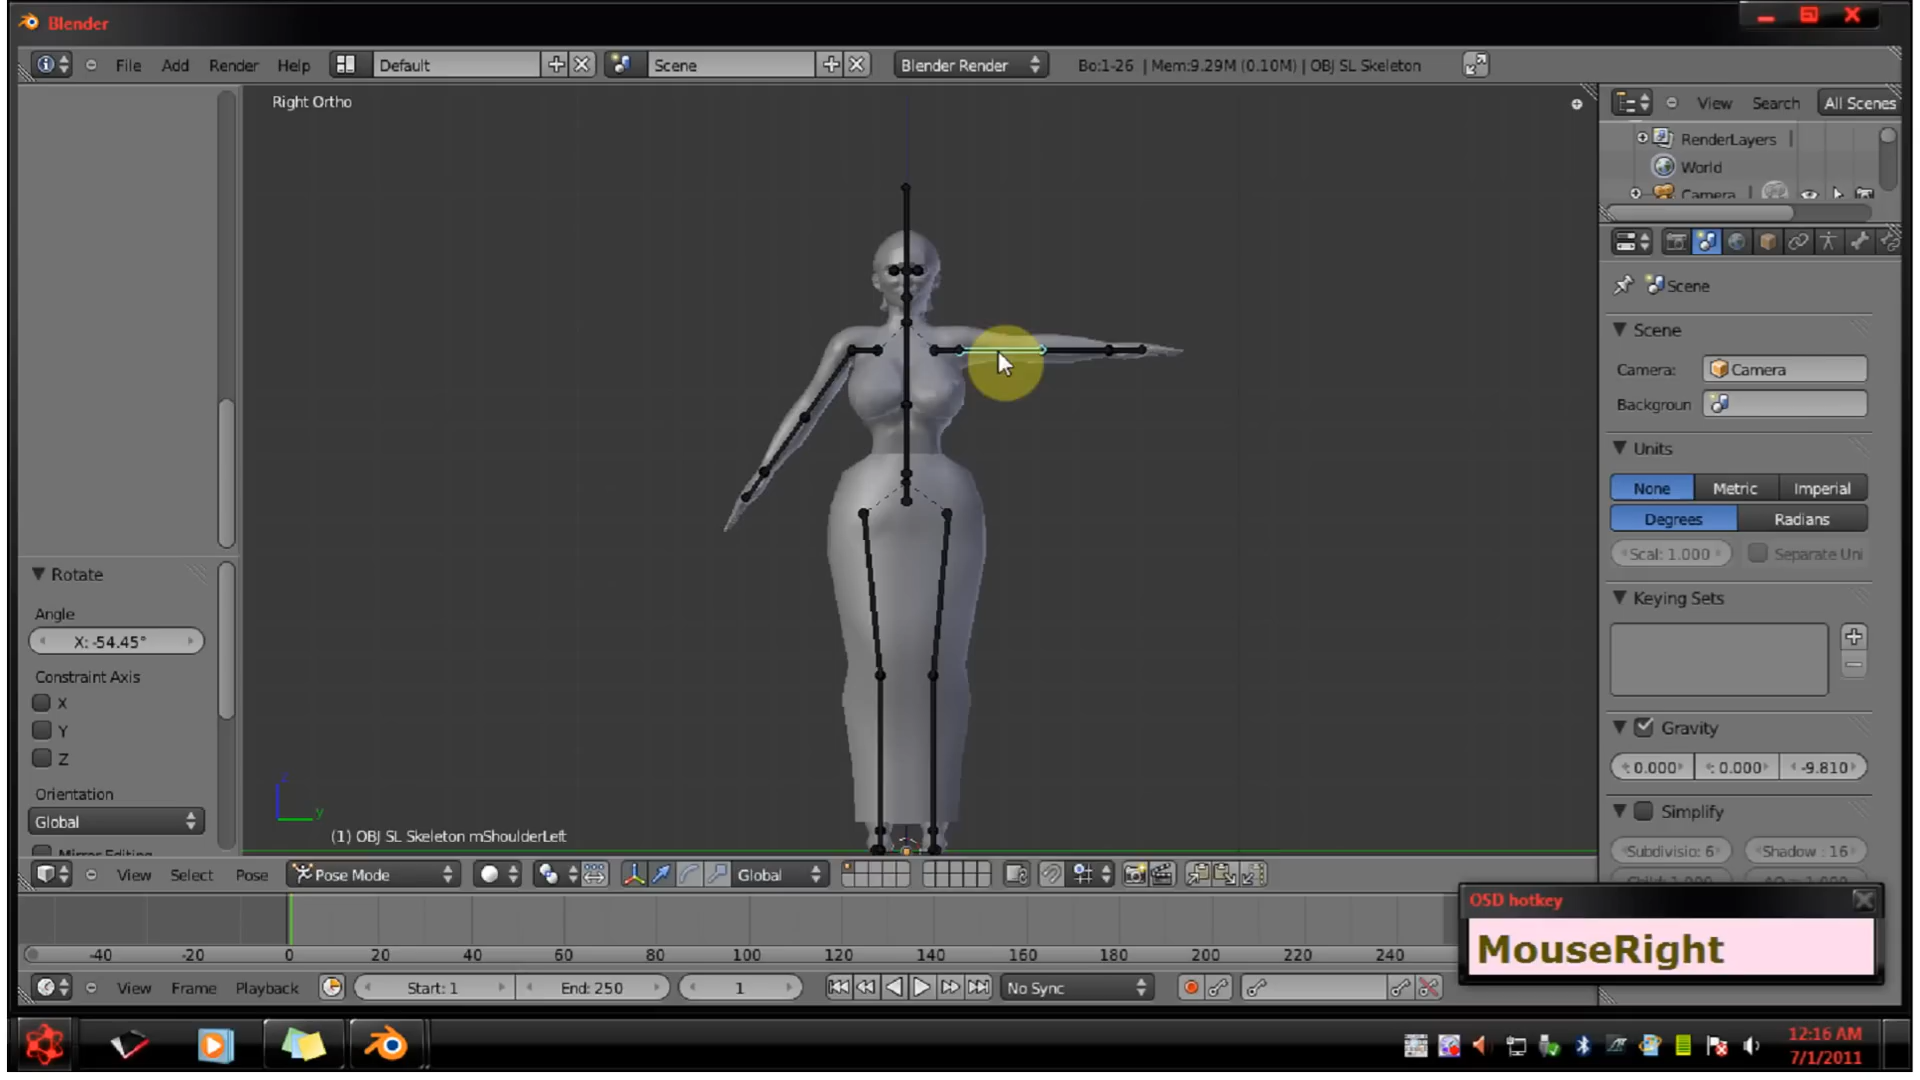 Blender
File Add Render Help Default Scene Blender Render Bo:1-26 | Mem:9.29M (0.10M) | OBJ SL Skeleton
Right Ortho
View Search All Scenes
RenderLayers
World
Camera
Scene
Scene
Camera: Camera
Backgroun
Units
None Metric Imperial
Degrees Radians
Scal: 1.000 Separate Uni
Keying Sets
Gravity
: 0.000 : 0.000 -9.810
Simplify
Subdivisio: 6 Shadow : 16
Rotate
Angle
X: -54.45°
Constraint Axis
X
Y
Z
Orientation
Global
Mirror Editing
z
y
(1) OBJ SL Skeleton mShoulderLeft
View Select Pose Pose Mode Global
OSD hotkey
MouseRight
-40 -20 0 20 40 60 80 100 120 140 160 180 200 220 240
View Frame Playback Start: 1 End: 250 1 No Sync
12:16 AM
7/1/2011